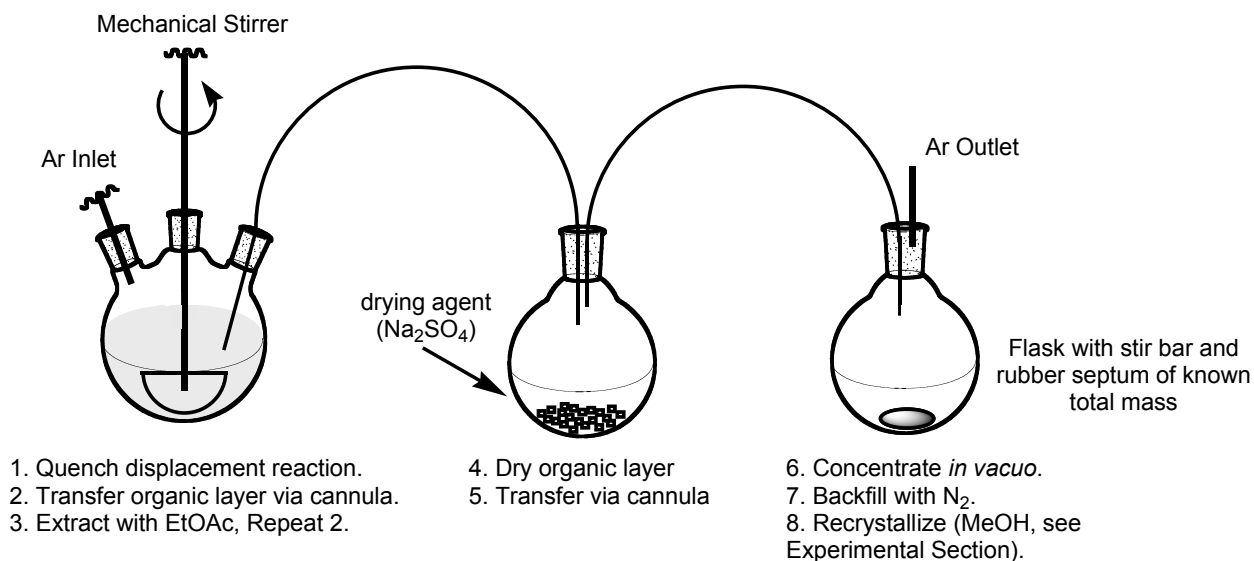 Mechanical Stirrer
Ar Inlet
Ar Outlet
drying agent
(Na₂SO₄)
Flask with stir bar and
rubber septum of known
total mass
1. Quench displacement reaction.
2. Transfer organic layer via cannula.
3. Extract with EtOAc, Repeat 2.
4. Dry organic layer
5. Transfer via cannula
6. Concentrate in vacuo.
7. Backfill with N₂.
8. Recrystallize (MeOH, see
Experimental Section).